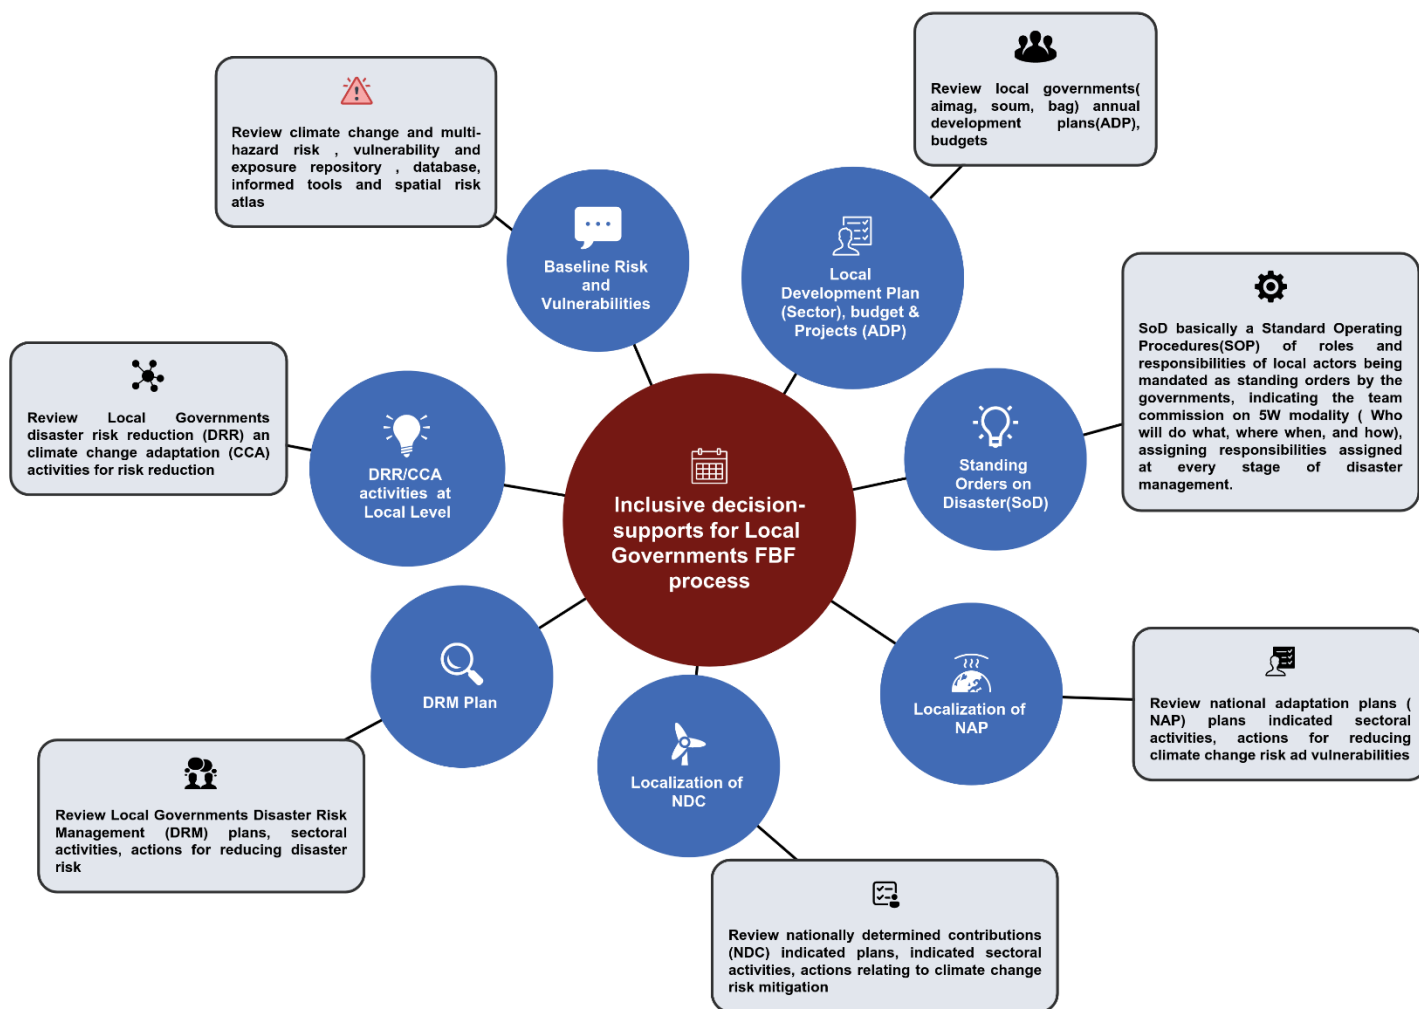 Review local governments(
aimag, soum, bag) annual
development plans(ADP),
budgets
Review climate change and multi-
hazard risk , vulnerability and
exposure repository , database,
informed tools and spatial risk
atlas
Baseline Risk
and
Vulnerabilities
Local
Development Plan
(Sector), budget &
Projects (ADP)
SoD basically a Standard Operating
Procedures(SOP) of roles and
responsibilities of local actors being
mandated as standing orders by the
governments, indicating the team
commission on 5W modality ( Who
will do what, where when, and how),
assigning responsibilities assigned
at every stage of disaster
management.
Review Local Governments
disaster risk reduction (DRR) an
climate change adaptation (CCA)
activities for risk reduction
DRR/CCA
activities at
Local Level
Standing
Orders on
Disaster(SoD)
Inclusive decision-
supports for Local
Governments FBF
process
DRM Plan
Localization of
NAP
Review national adaptation plans (
NAP) plans indicated sectoral
activities, actions for reducing
climate change risk ad vulnerabilities
Localization of
NDC
Review Local Governments Disaster Risk
Management (DRM) plans, sectoral
activities, actions for reducing disaster
risk
Review nationally determined contributions
(NDC) indicated plans, indicated sectoral
activities, actions relating to climate change
risk mitigation